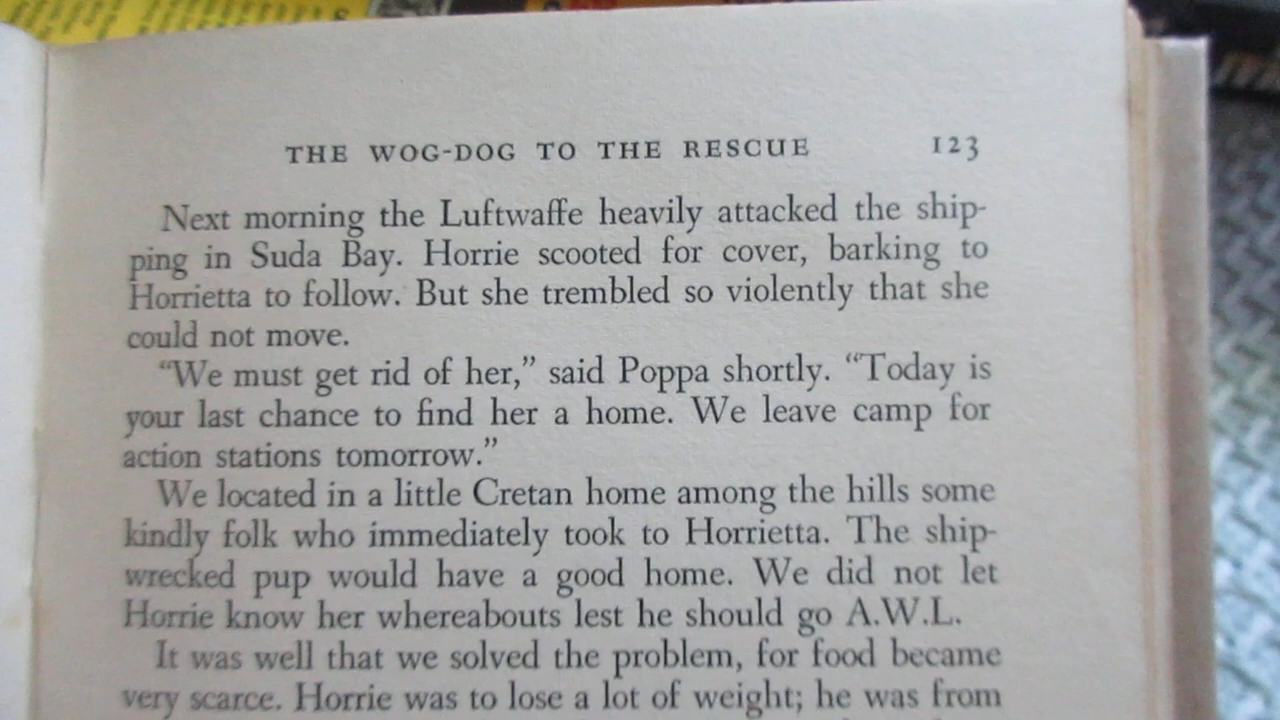 THE WOG-DOG TO THE RESCUE 123
Next morning the Luftwaffe heavily attacked the ship-
ping in Suda Bay. Horrie scooted for cover, barking to
Horrietta to follow. But she trembled so violently that she
could not move.
“We must get rid of her,” said Poppa shortly. “Today is
your last chance to find her a home. We leave camp for
action stations tomorrow.”
We located in a little Cretan home among the hills some
kindly folk who immediately took to Horrietta. The ship-
wrecked pup would have a good home. We did not let
Horrie know her whereabouts lest he should go A.W.L.
It was well that we solved the problem, for food became
very scarce. Horrie was to lose a lot of weight; he was from